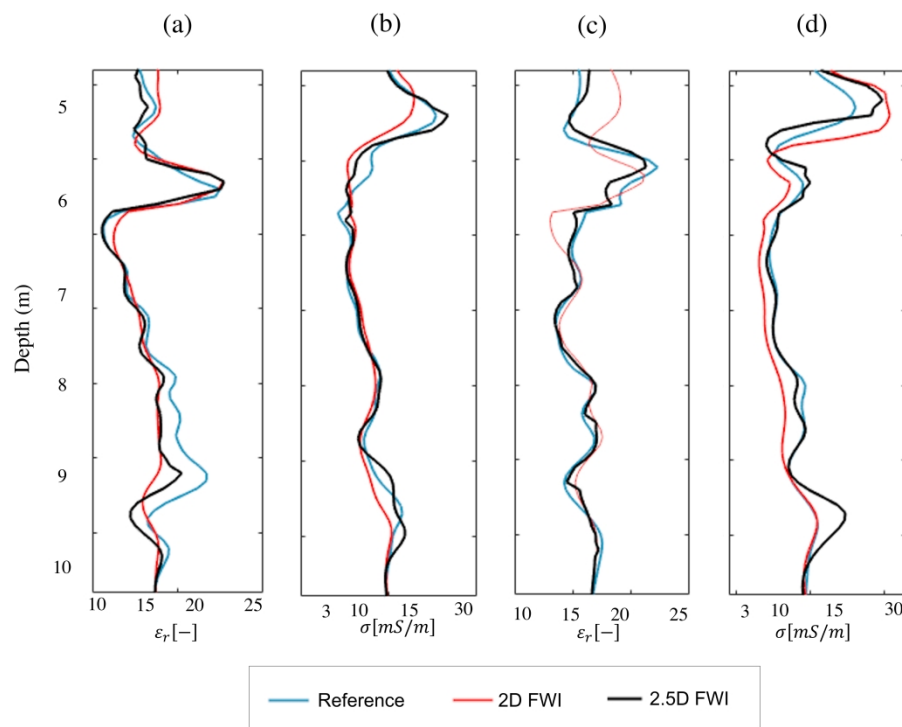 (a) (b) (c) (d)
Depth (m)
5
6
7
8
9
10
10 15 20 25
3 10 15 30
10 15 20 25
3 10 15 30
εr[−] σ[mS/m] εr[−] σ[mS/m]
Reference 2D FWI 2.5D FWI